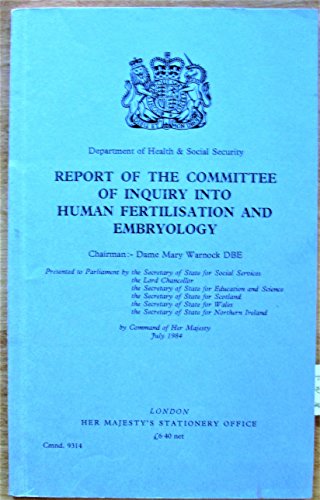 Department of Health & Social Security
REPORT OF THE COMMITTEE
OF INQUIRY INTO
HUMAN FERTILISATION AND
EMBRYOLOGY
Chairman:- Dame Mary Warnock DBE
Presented to Parliament by the Secretary of State for Social Services
the Lord Chancellor
the Secretary of State for Education and Science
the Secretary of State for Scotland
the Secretary of State for Wales
the Secretary of State for Northern Ireland
by Command of Her Majesty
July 1984
LONDON
HER MAJESTY'S STATIONERY OFFICE
£6·40 net
Cmnd. 9314